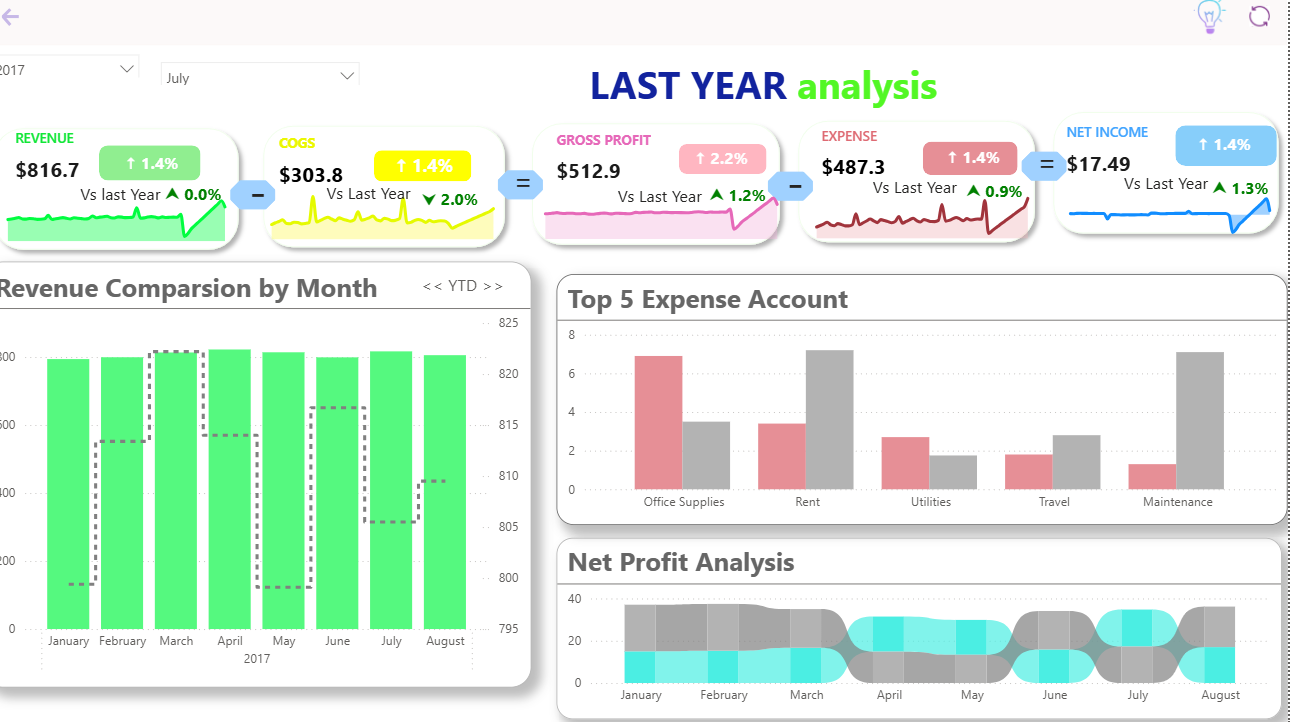 2017
July
LAST YEAR analysis
REVENUE
$816.7
↑ 1.4%
Vs last Year 0.0%
–
COGS
$303.8
↑ 1.4%
Vs Last Year 2.0%
=
GROSS PROFIT
$512.9
↑ 2.2%
Vs Last Year 1.2%
–
EXPENSE
$487.3
↑ 1.4%
Vs Last Year 0.9%
=
NET INCOME
$17.49
↑ 1.4%
Vs Last Year 1.3%
Revenue Comparsion by Month
<< YTD >>
800
600
400
200
0
825
820
815
810
805
800
795
January February March April May June July August
2017
Top 5 Expense Account
8
6
4
2
0
Office Supplies Rent Utilities Travel Maintenance
Net Profit Analysis
40
20
0
January February March April May June July August